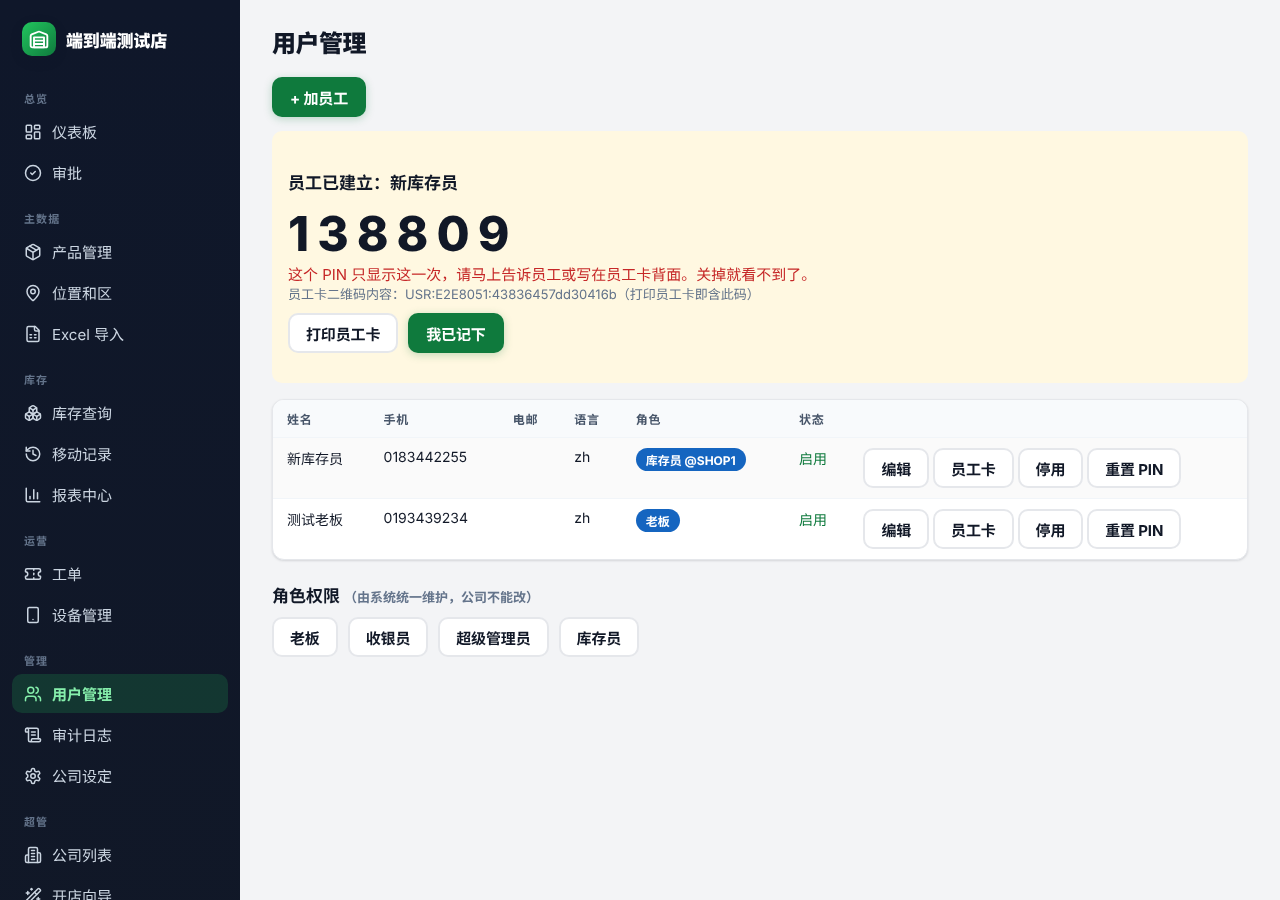 端到端测试店
总览
仪表板
审批
主数据
产品管理
位置和区
Excel 导入
库存
库存查询
移动记录
报表中心
运营
工单
设备管理
管理
用户管理
审计日志
公司设定
超管
公司列表
开店向导
用户管理
+ 加员工
员工已建立：新库存员
138809
这个 PIN 只显示这一次，请马上告诉员工或写在员工卡背面。关掉就看不到了。
员工卡二维码内容：USR:E2E8051:43836457dd30416b（打印员工卡即含此码）
打印员工卡 我已记下
姓名 手机 电邮 语言 角色 状态
新库存员 0183442255 zh 库存员 @SHOP1 启用 编辑 员工卡 停用 重置 PIN
测试老板 0193439234 zh 老板 启用 编辑 员工卡 停用 重置 PIN
角色权限 （由系统统一维护，公司不能改）
老板 收银员 超级管理员 库存员